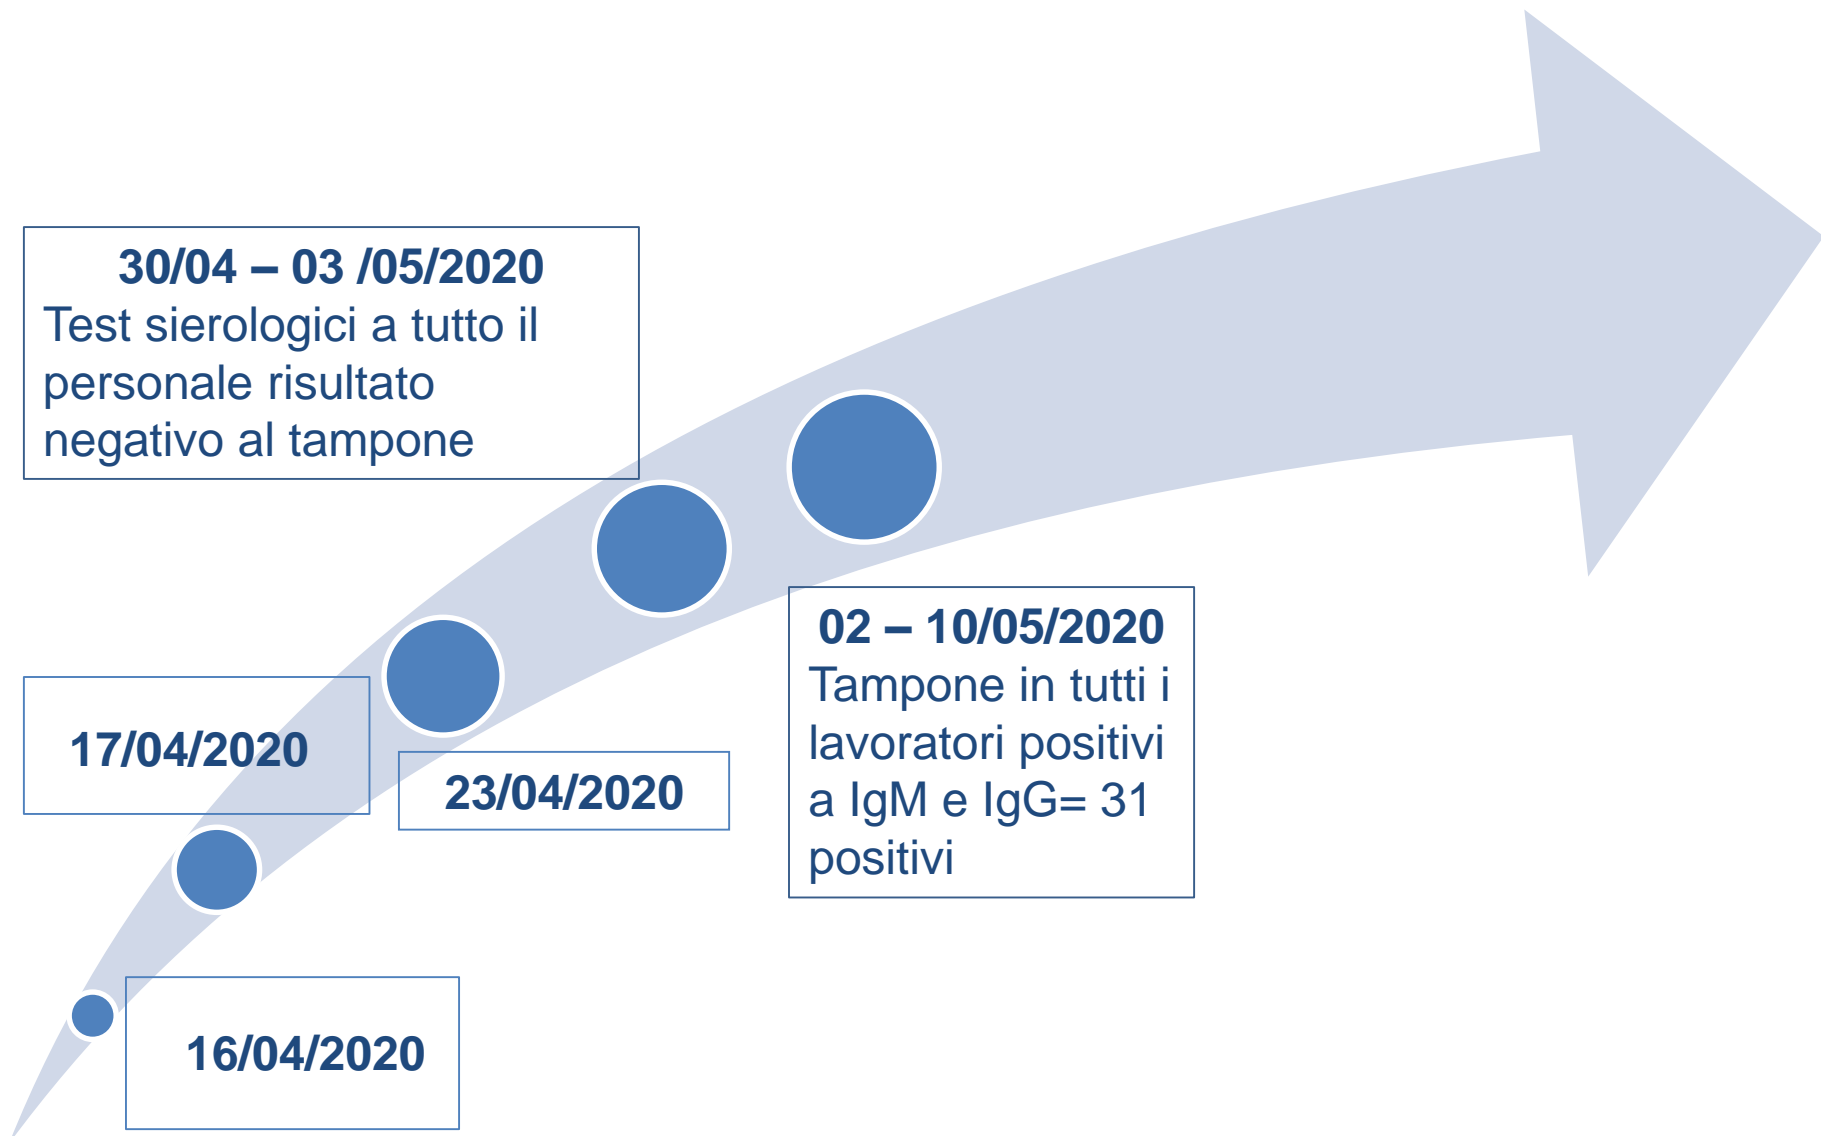 30/04 – 03 /05/2020
Test sierologici a tutto il
personale risultato
negativo al tampone
02 – 10/05/2020
Tampone in tutti i
lavoratori positivi
a IgM e IgG= 31
positivi
17/04/2020
23/04/2020
16/04/2020